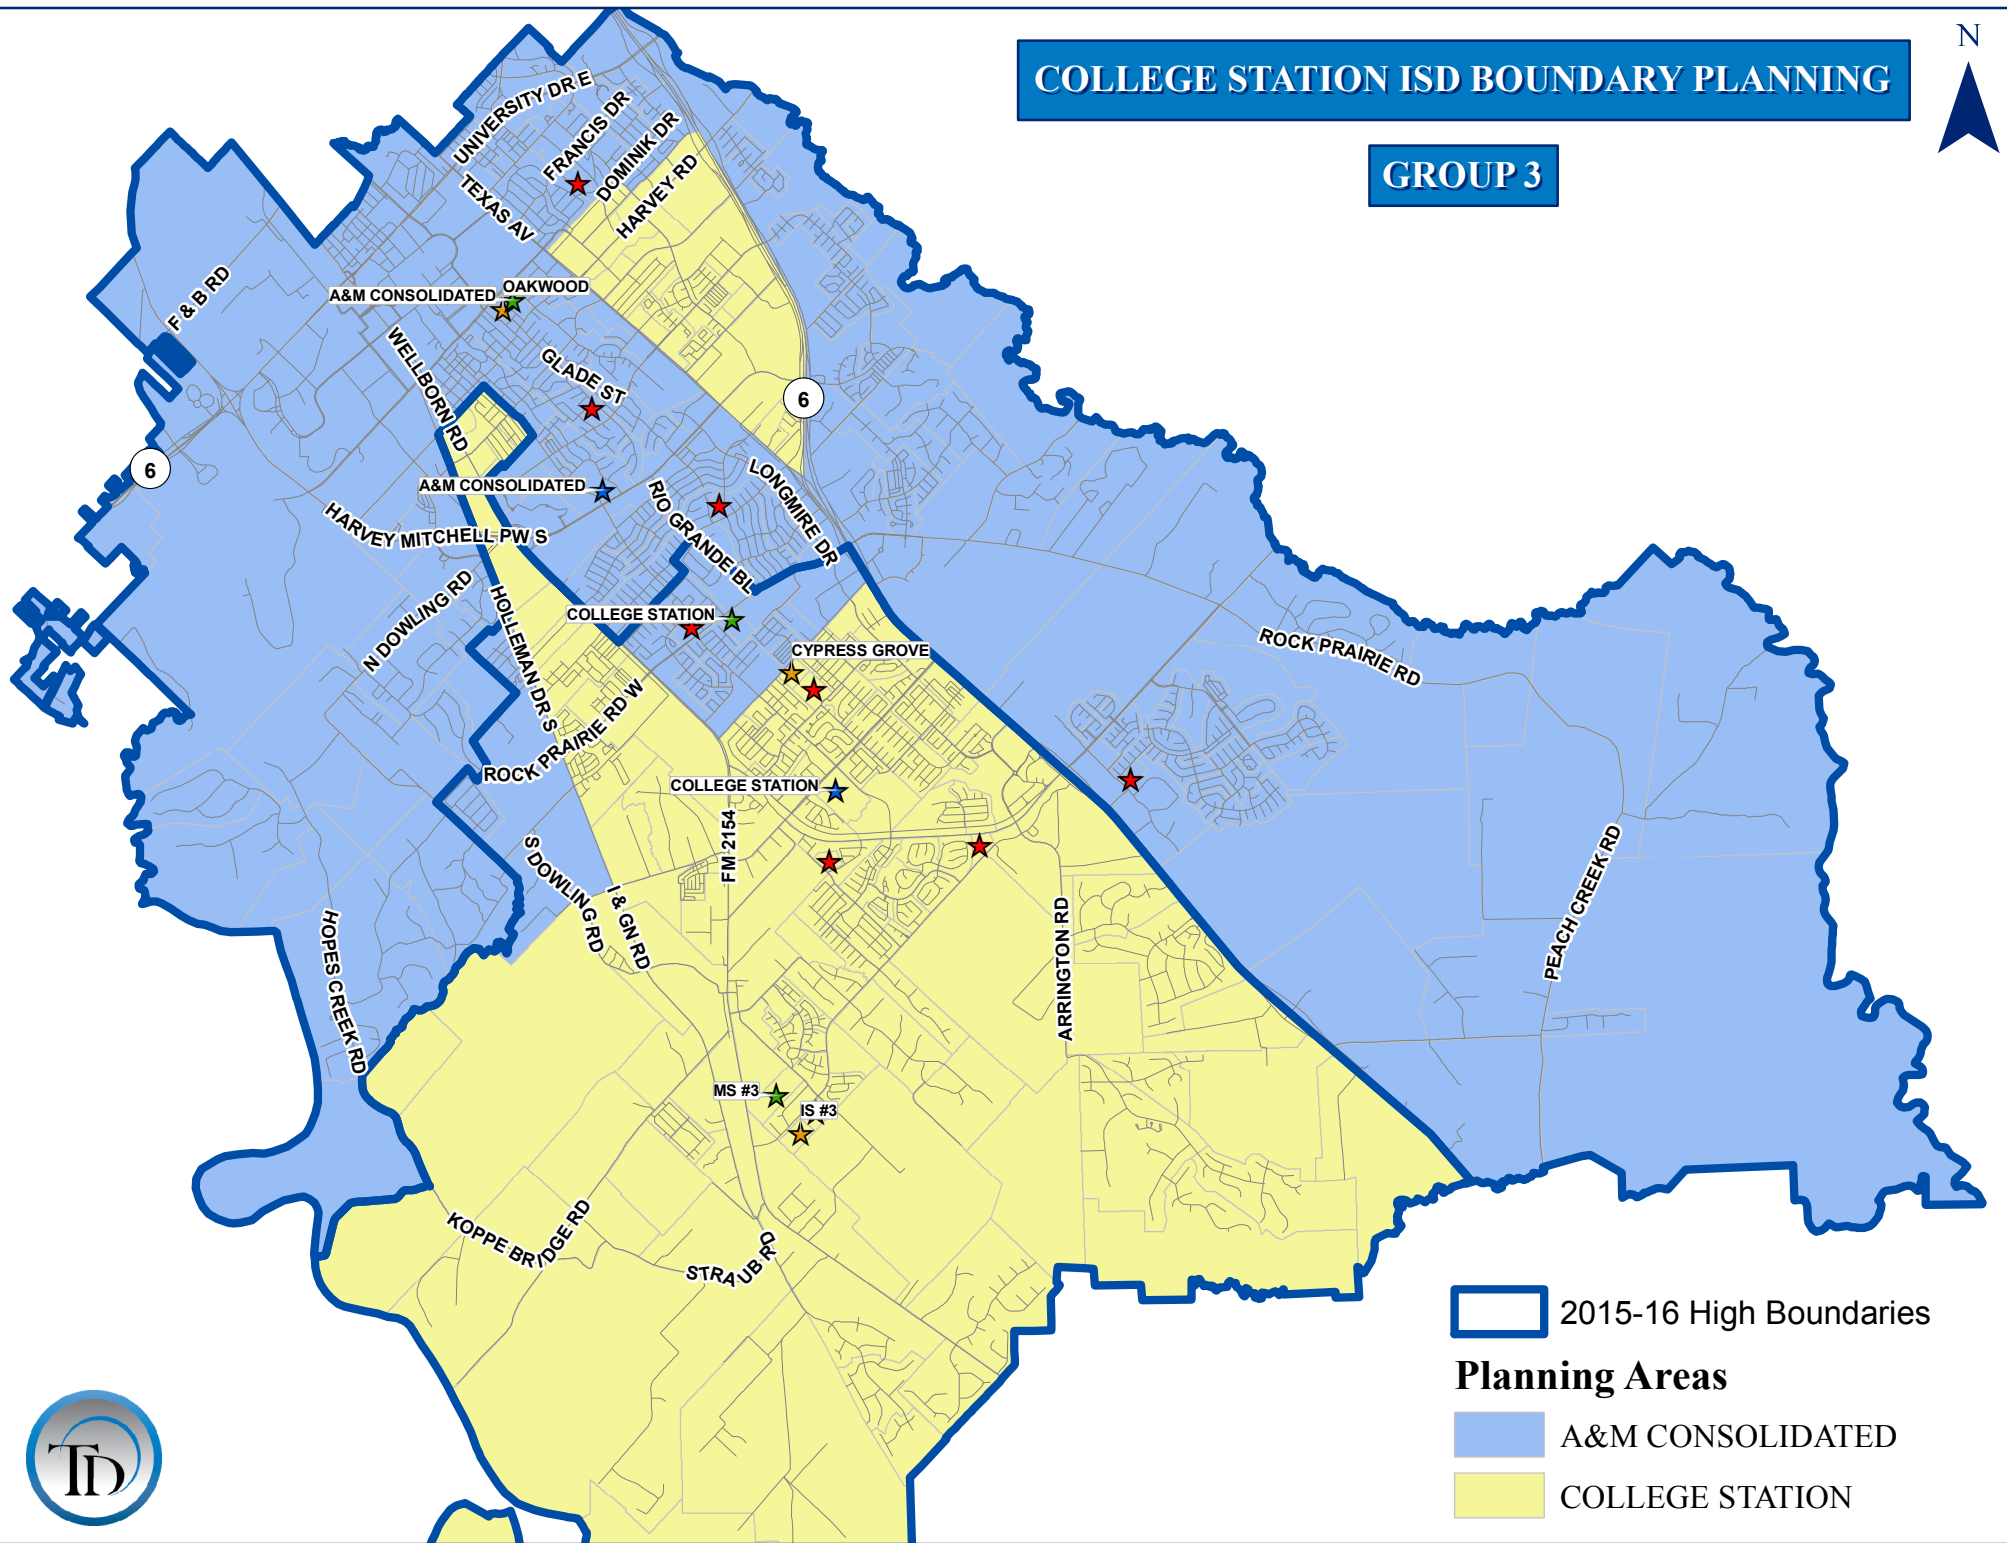 COLLEGE STATION ISD BOUNDARY PLANNING
N
GROUP 3
UNIVERSITY DR E
FRANCIS DR
DOMINIK DR
HARVEY RD
TEXAS AV
F & B RD
A&M CONSOLIDATED
OAKWOOD
WELLBORN RD
GLADE ST
6
6
A&M CONSOLIDATED
LONGMIRE DR
RIO GRANDE BL
HARVEY MITCHELL PW S
N DOWLING RD
HOLLEMAN DR S
COLLEGE STATION
CYPRESS GROVE
ROCK PRAIRIE RD
ROCK PRAIRIE RD W
COLLEGE STATION
FM 2154
S DOWLING RD
I & GN RD
HOPES CREEK RD
ARRINGTON RD
PEACH CREEK RD
MS #3
IS #3
KOPPE BRIDGE RD
STRAUB RD
2015-16 High Boundaries
Planning Areas
A&M CONSOLIDATED
COLLEGE STATION
TD